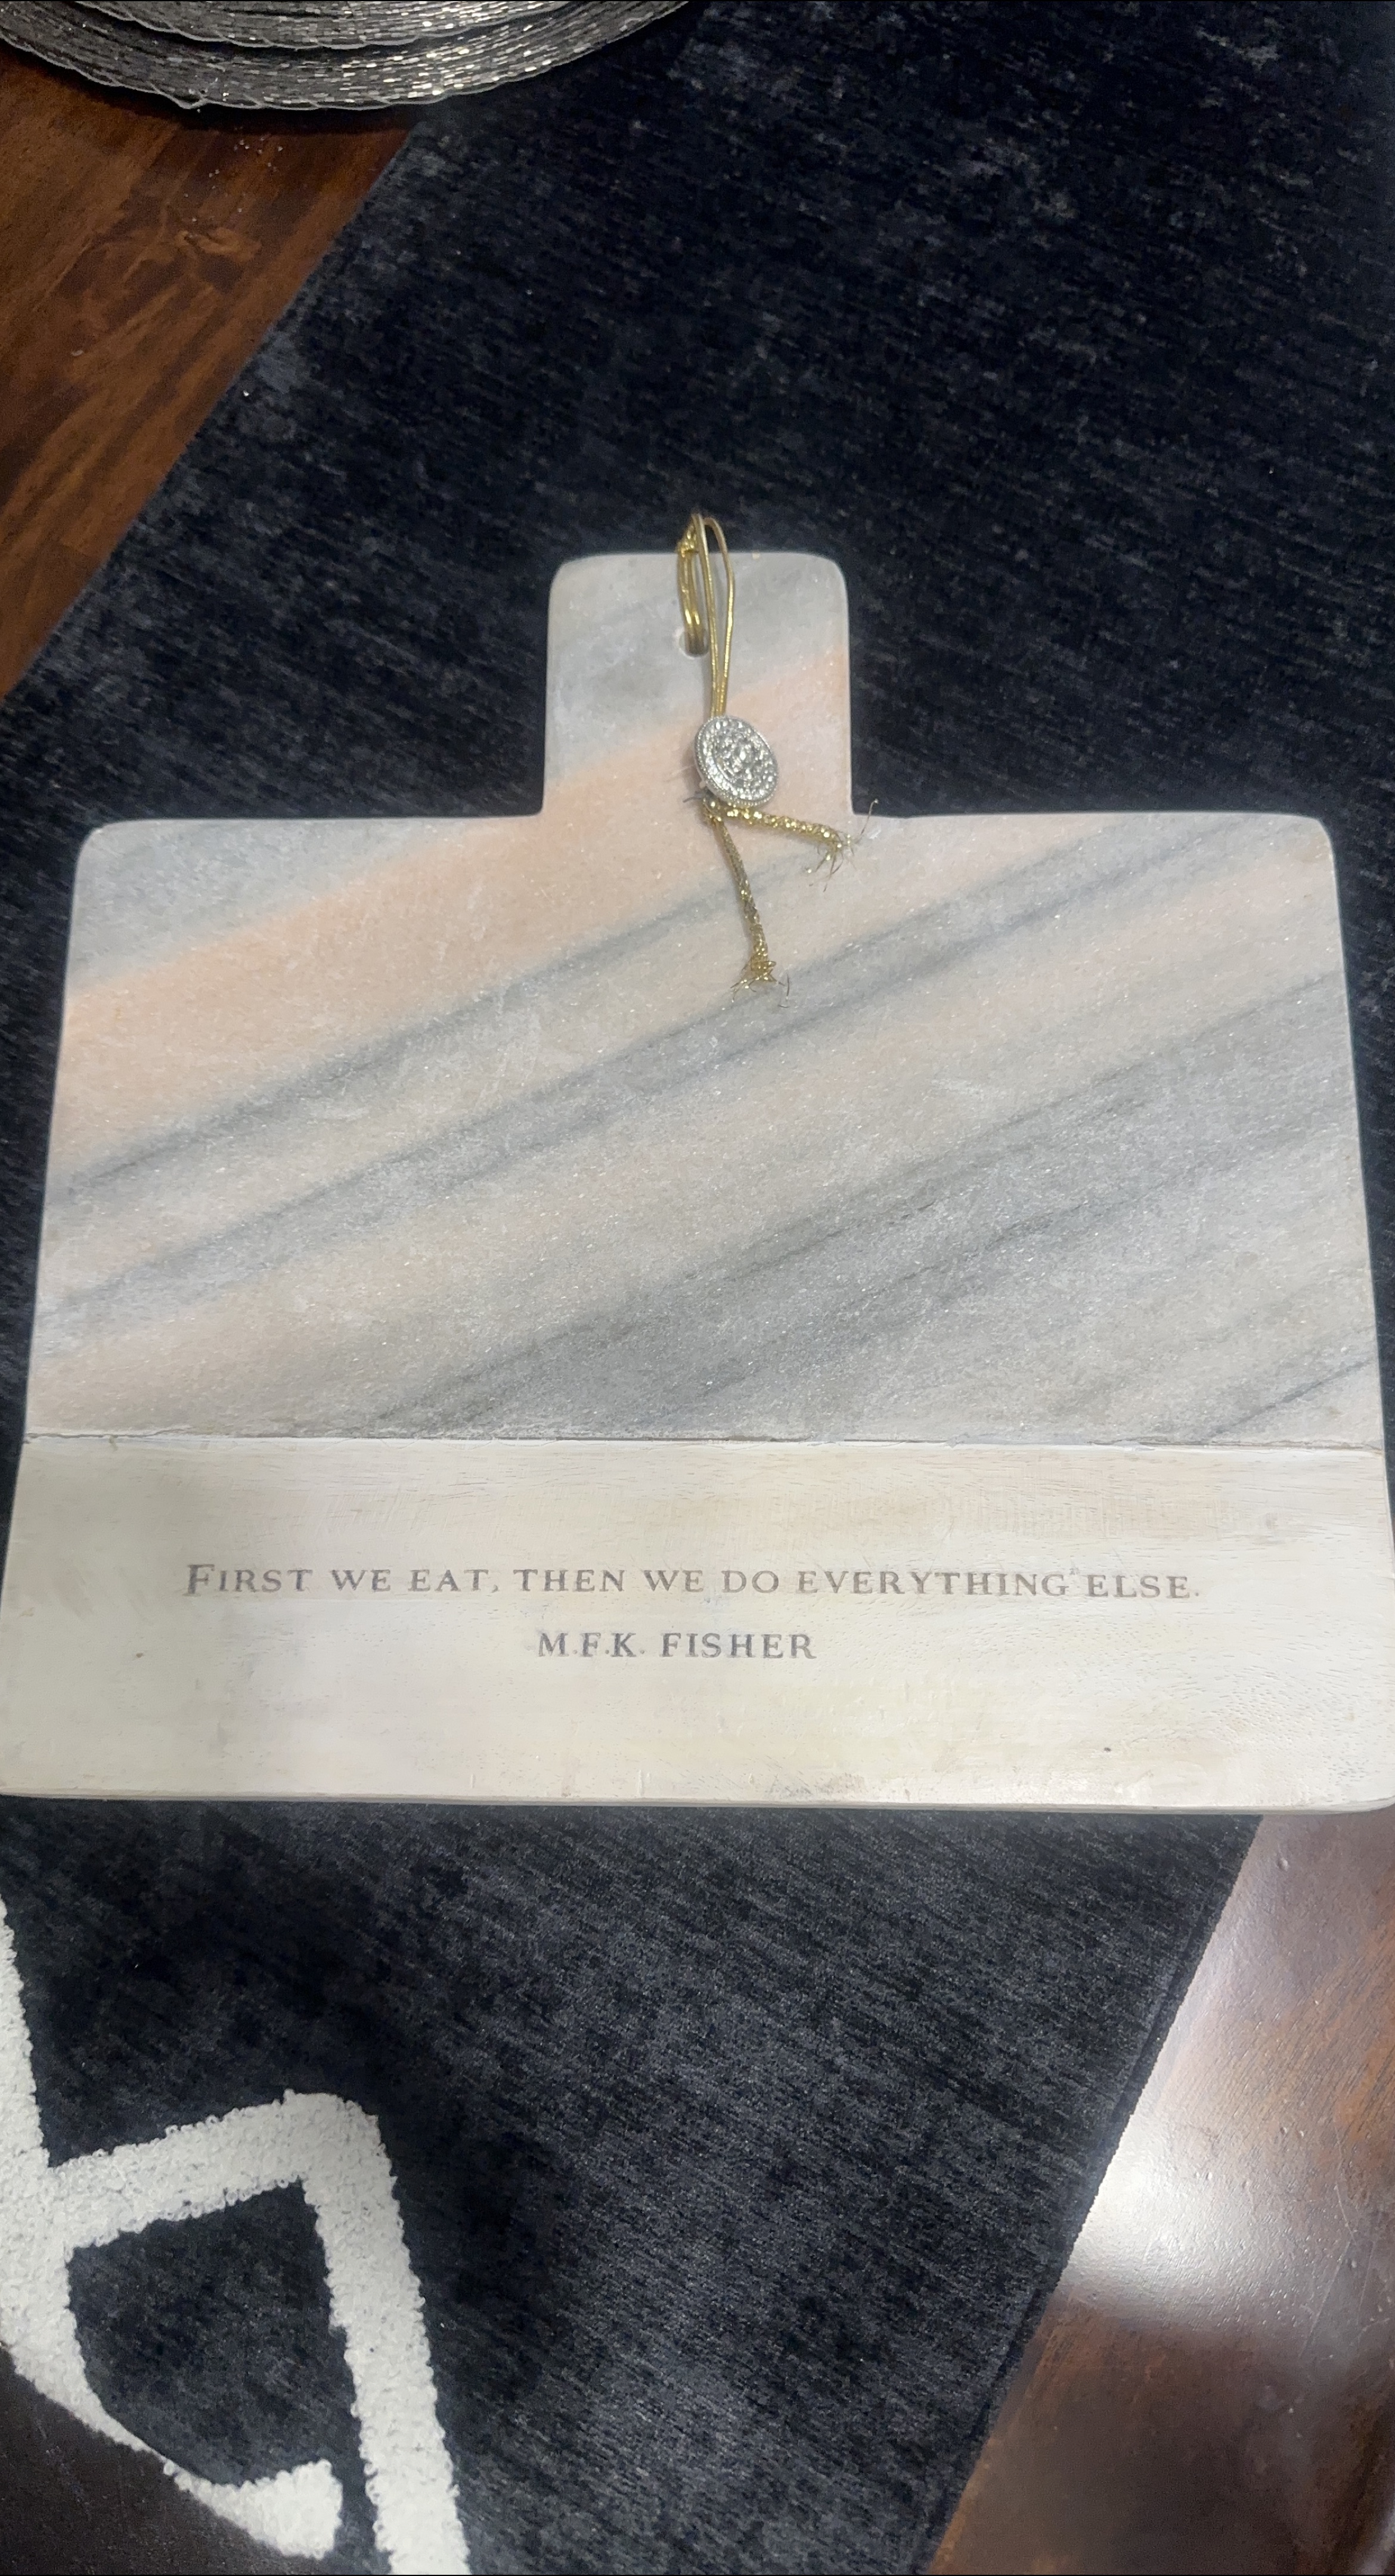 FIRST WE EAT, THEN WE DO EVERYTHING ELSE.
M.F.K. FISHER